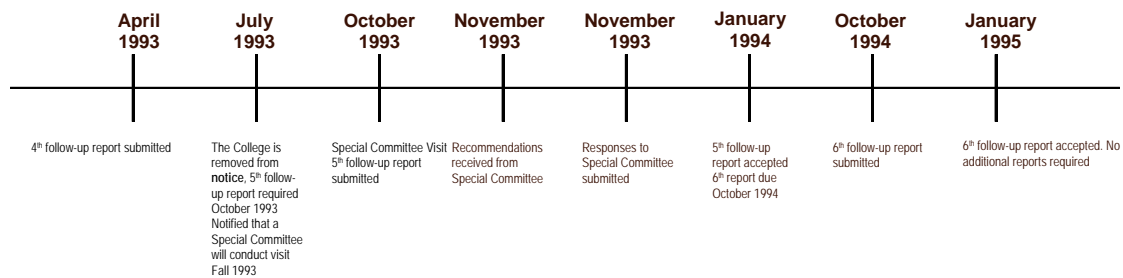 April
1993
July
1993
October
1993
November
1993
November
1993
January
1994
October
1994
January
1995
4th follow-up report submitted
The College is
removed from
notice, 5th follow-
up report required
October 1993
Notified that a
Special Committee
will conduct visit
Fall 1993
Special Committee Visit
5th follow-up report
submitted
Recommendations
received from
Special Committee
Responses to
Special Committee
submitted
5th follow-up
report accepted
6th report due
October 1994
6th follow-up report
submitted
6th follow-up report accepted. No
additional reports required